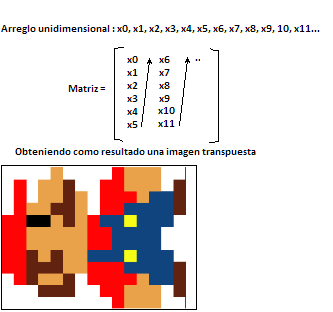 Arreglo unidimensional : x0, x1, x2, x3, x4, x5, x6, x7, x8, x9, 10, x11...
Matriz =
x0 x6 ..
x1 x7
x2 x8
x3 x9
x4 x10
x5 x11
Obteniendo como resultado una imagen transpuesta